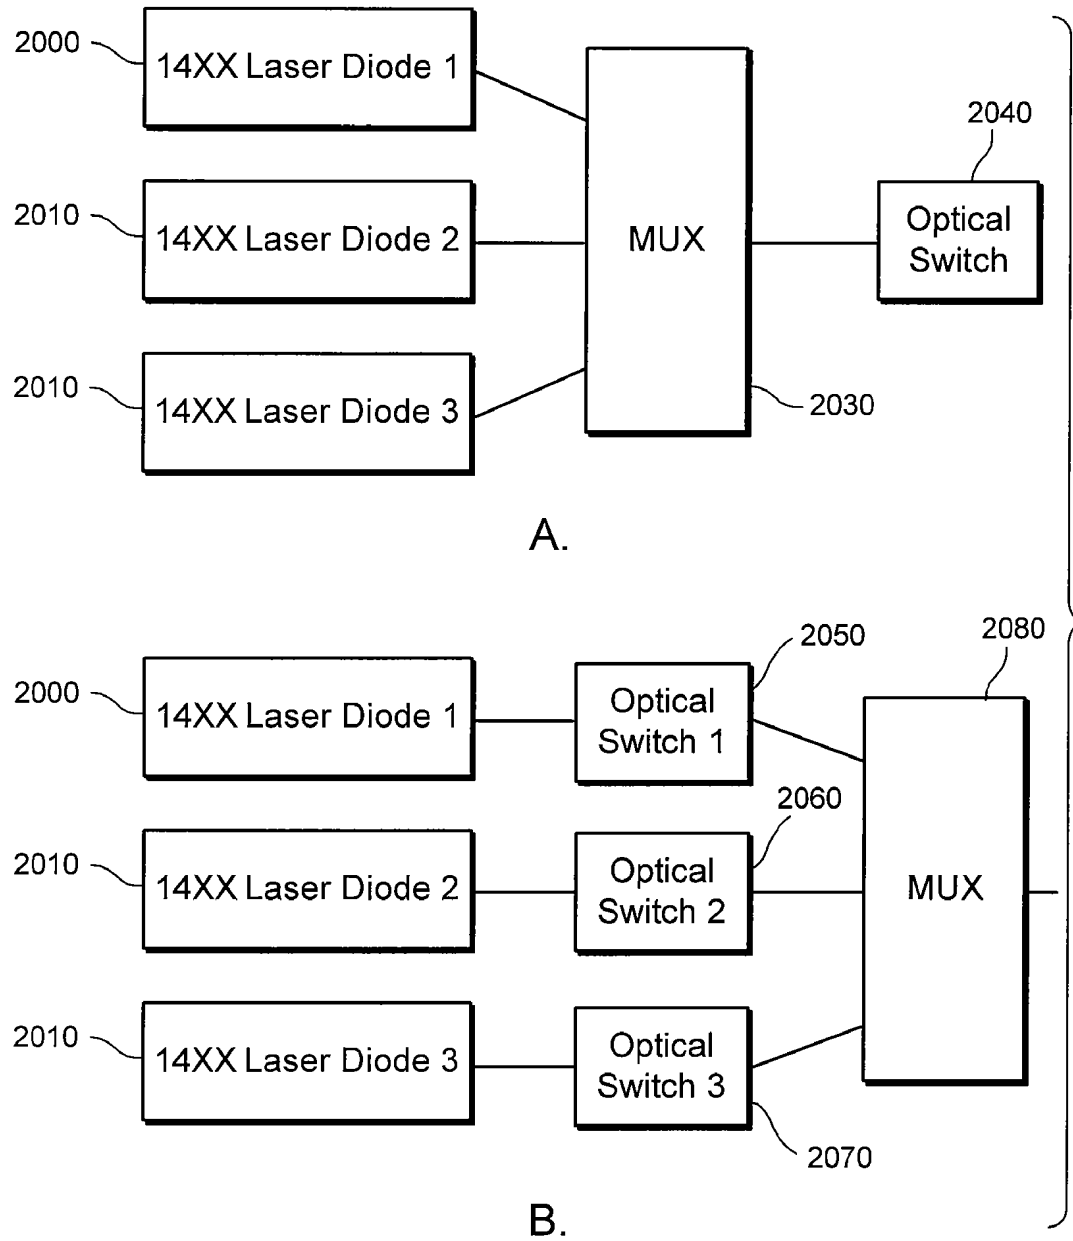 2000
14XX Laser Diode 1
2040
2010
14XX Laser Diode 2
MUX
Optical
Switch
2010
14XX Laser Diode 3
2030
A.
2050
2080
2000
14XX Laser Diode 1
Optical
Switch 1
2060
2010
14XX Laser Diode 2
Optical
Switch 2
MUX
2010
14XX Laser Diode 3
Optical
Switch 3
2070
B.